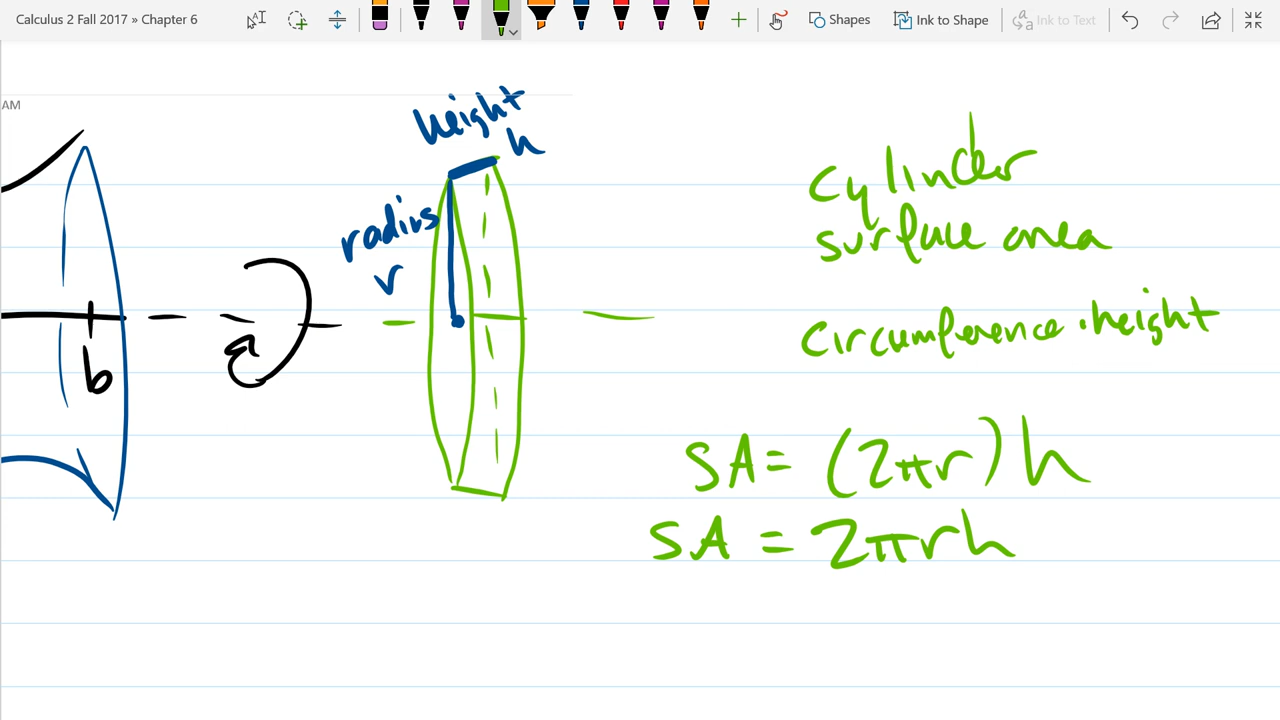 Calculus 2 Fall 2017 » Chapter 6
Shapes
Ink to Shape
Ink to Text
AM
height
h
radius
r
b
cylinder
surface area
circumference · height
SA = (2πr)h
SA = 2πrh